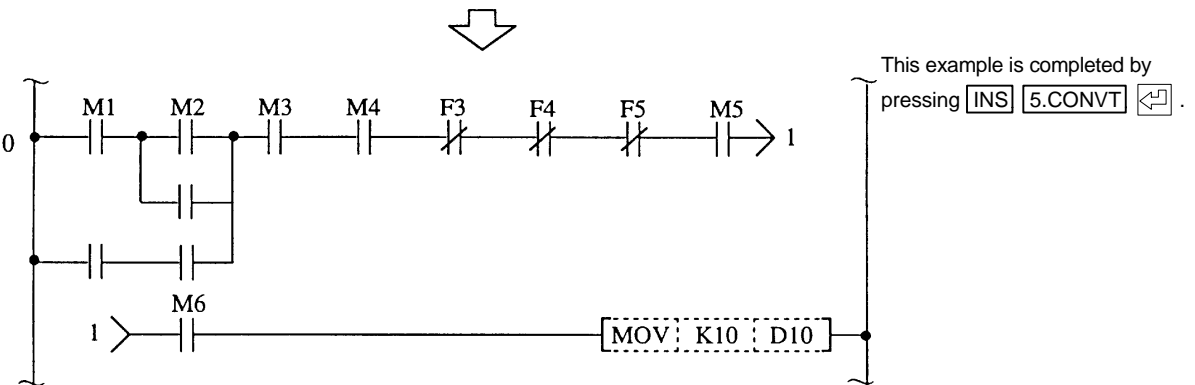 This example is completed by
pressing INS 5.CONVT .
M1 M2 M3 M4 F3 F4 F5 M5
0 1
M6
1 MOV K10 D10